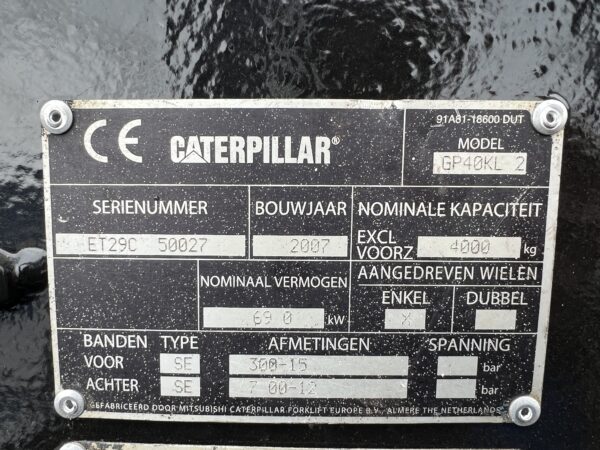 91A81-18600 DUT
CE CATERPILLAR®
MODEL
GP40KL 2
SERIENUMMER
ET29C 50027
BOUWJAAR
2007
NOMINALE KAPACITEIT
EXCL VOORZ 4000 kg
NOMINAAL VERMOGEN
69 0 kW
AANGEDREVEN WIELEN
ENKEL DUBBEL
X
BANDEN TYPE AFMETINGEN SPANNING
VOOR SE 300-15 bar
ACHTER SE 7 00-12 bar
GEFABRICEERD DOOR MITSUBISHI CATERPILLAR FORKLIFT EUROPE B.V., ALMERE THE NETHERLANDS